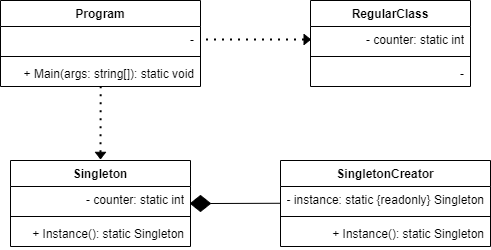 Program
-
+ Main(args: string[]): static void
RegularClass
- counter: static int
-
Singleton
- counter: static int
+ Instance(): static Singleton
SingletonCreator
- instance: static {readonly} Singleton
+ Instance(): static Singleton